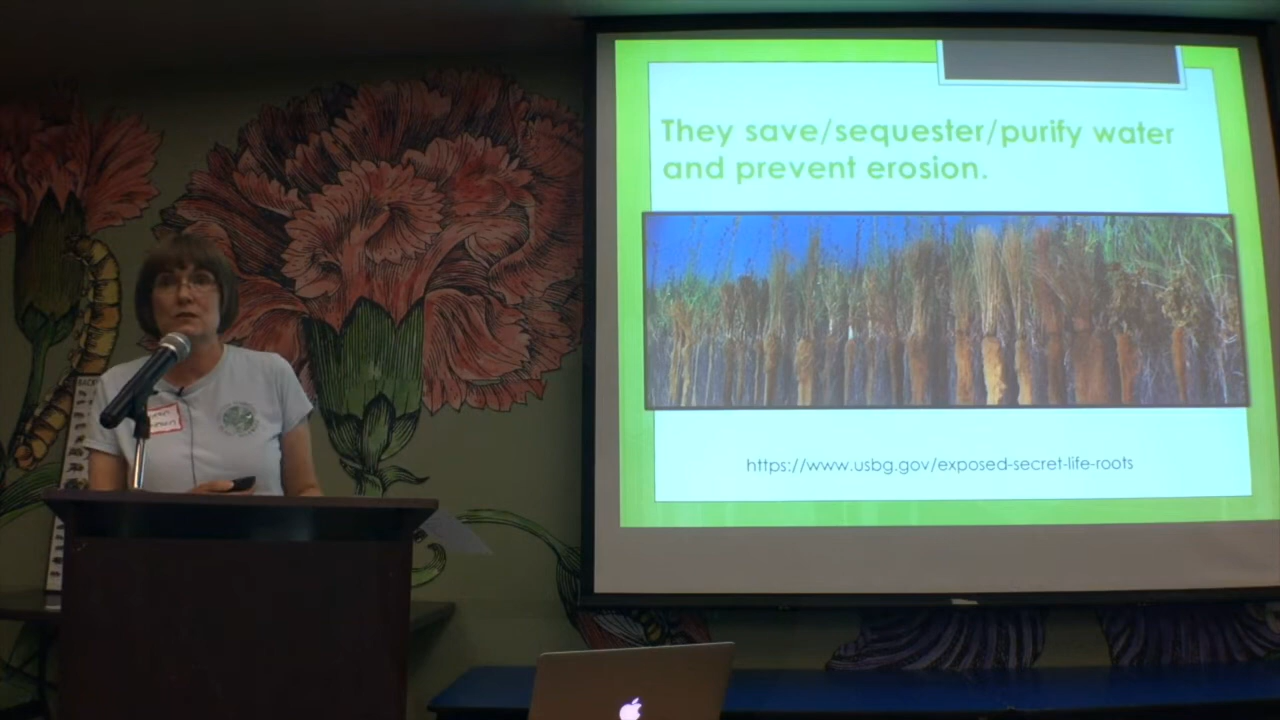 They save/sequester/purify water
and prevent erosion.
https://www.usbg.gov/exposed-secret-life-roots